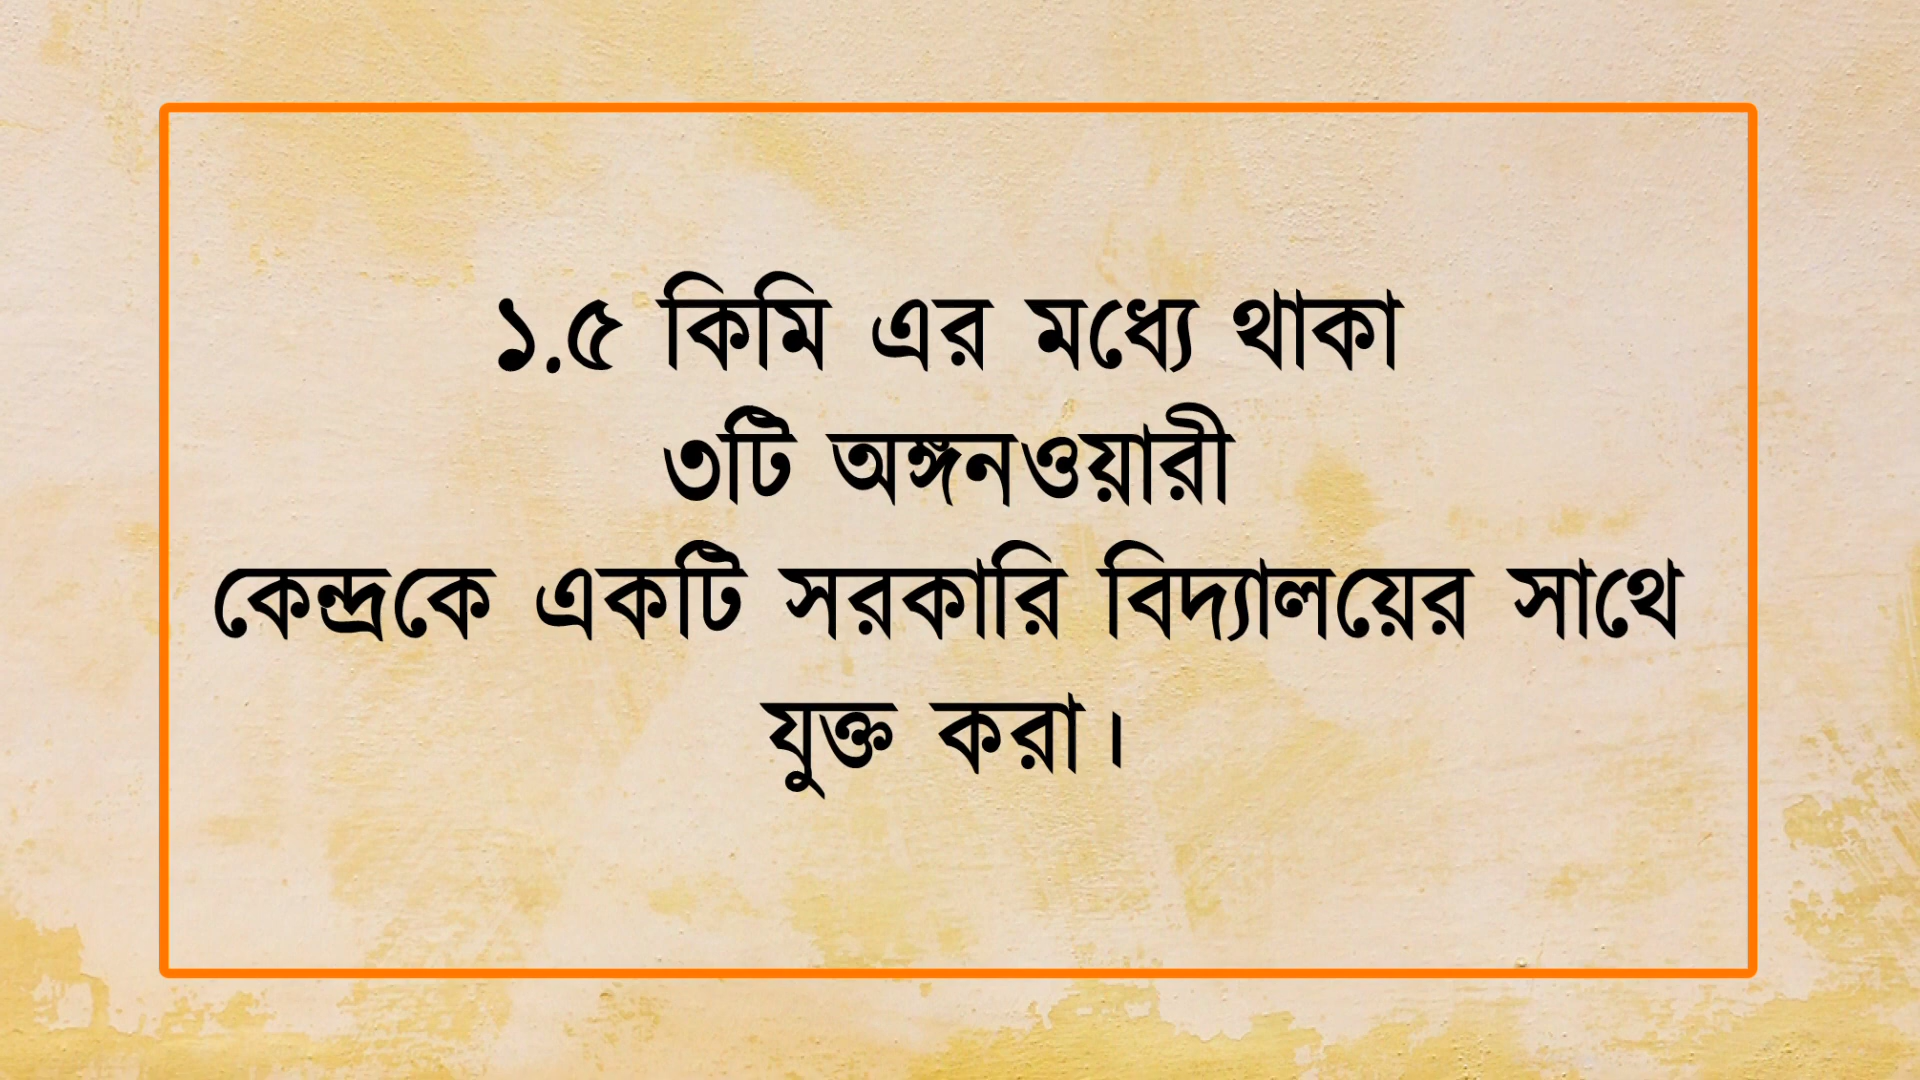 ১.৫ কিমি এর মধ্যে থাকা
৩টি অঙ্গনওয়ারী
কেন্দ্রকে একটি সরকারি বিদ্যালয়ের সাথে
যুক্ত করা।